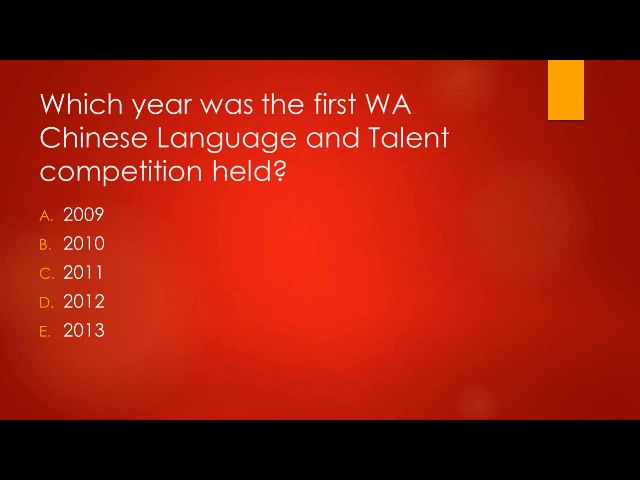 Which year was the first WA
Chinese Language and Talent
competition held?
A. 2009
B. 2010
C. 2011
D. 2012
E. 2013